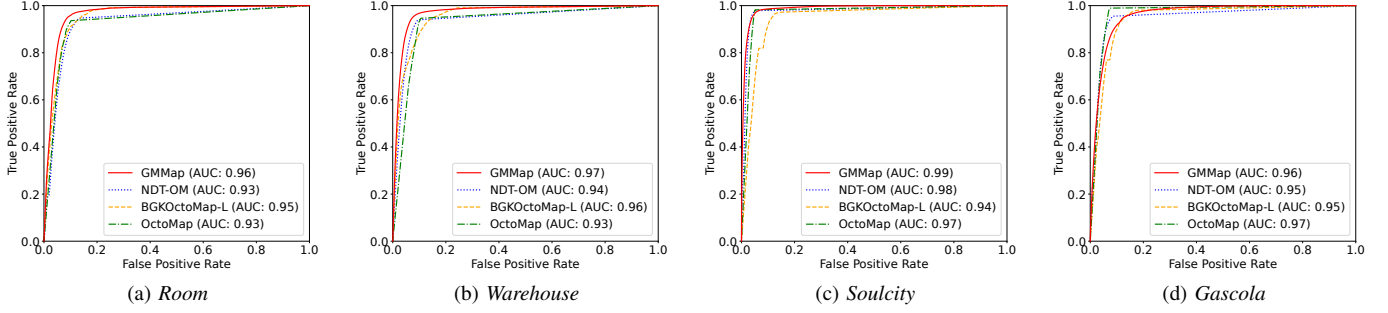 True Positive Rate
1.0
0.8
0.6
0.4
0.2
0.0
0.0 0.2 0.4 0.6 0.8 1.0
False Positive Rate
GMMap (AUC: 0.96)
NDT-OM (AUC: 0.93)
BGKOctoMap-L (AUC: 0.95)
OctoMap (AUC: 0.93)
(a) Room
True Positive Rate
1.0
0.8
0.6
0.4
0.2
0.0
0.0 0.2 0.4 0.6 0.8 1.0
False Positive Rate
GMMap (AUC: 0.97)
NDT-OM (AUC: 0.94)
BGKOctoMap-L (AUC: 0.96)
OctoMap (AUC: 0.93)
(b) Warehouse
True Positive Rate
1.0
0.8
0.6
0.4
0.2
0.0
0.0 0.2 0.4 0.6 0.8 1.0
False Positive Rate
GMMap (AUC: 0.99)
NDT-OM (AUC: 0.98)
BGKOctoMap-L (AUC: 0.94)
OctoMap (AUC: 0.97)
(c) Soulcity
True Positive Rate
1.0
0.8
0.6
0.4
0.2
0.0
0.0 0.2 0.4 0.6 0.8 1.0
False Positive Rate
GMMap (AUC: 0.96)
NDT-OM (AUC: 0.95)
BGKOctoMap-L (AUC: 0.95)
OctoMap (AUC: 0.97)
(d) Gascola